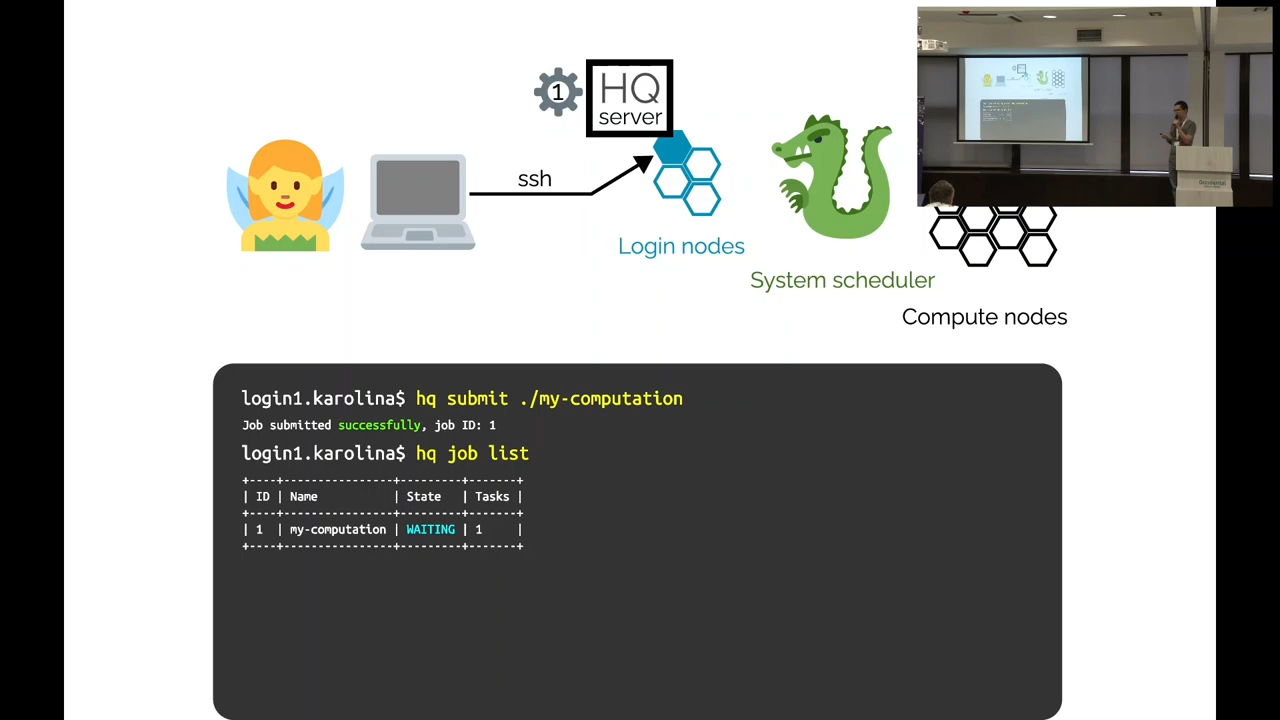 1
HQ
server
ssh
Login nodes
System scheduler
Compute nodes
login1.karolina$ hq submit ./my-computation
Job submitted successfully, job ID: 1
login1.karolina$ hq job list
+----+----------------+---------+-------+
| ID | Name | State | Tasks |
+----+----------------+---------+-------+
| 1 | my-computation | WAITING | 1 |
+----+----------------+---------+-------+